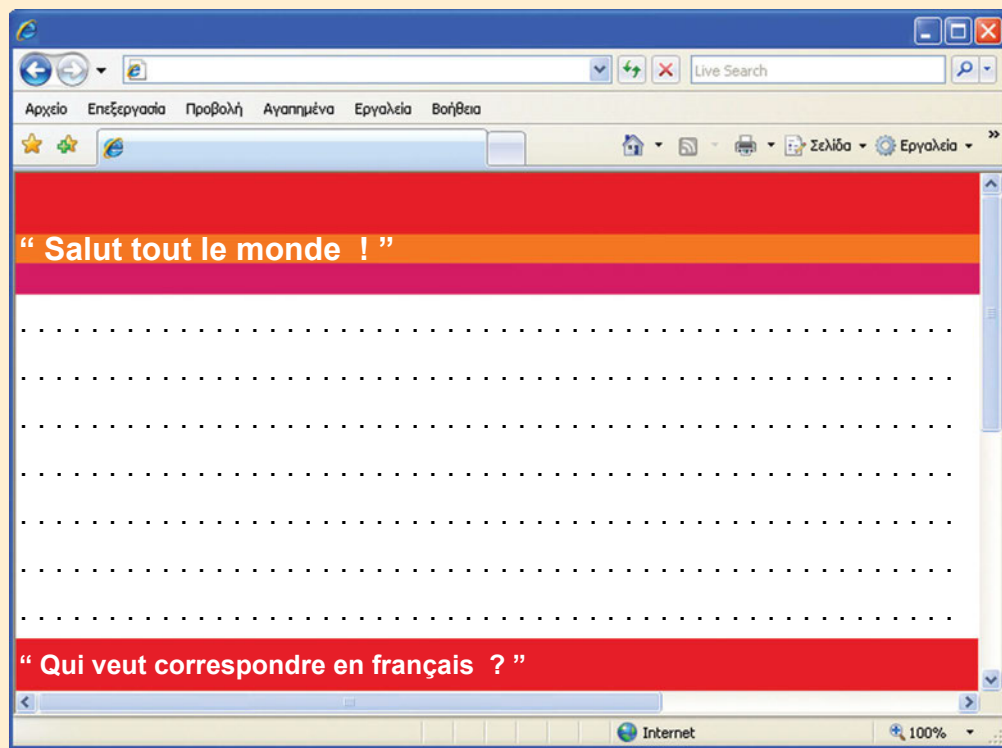 Live Search
Αρχείο Επεξεργασία Προβολή Αγαπημένα Εργαλεία Βοήθεια
Σελίδα Εργαλεία »
“ Salut tout le monde ! ”
“ Qui veut correspondre en français ? ”
Internet 100%